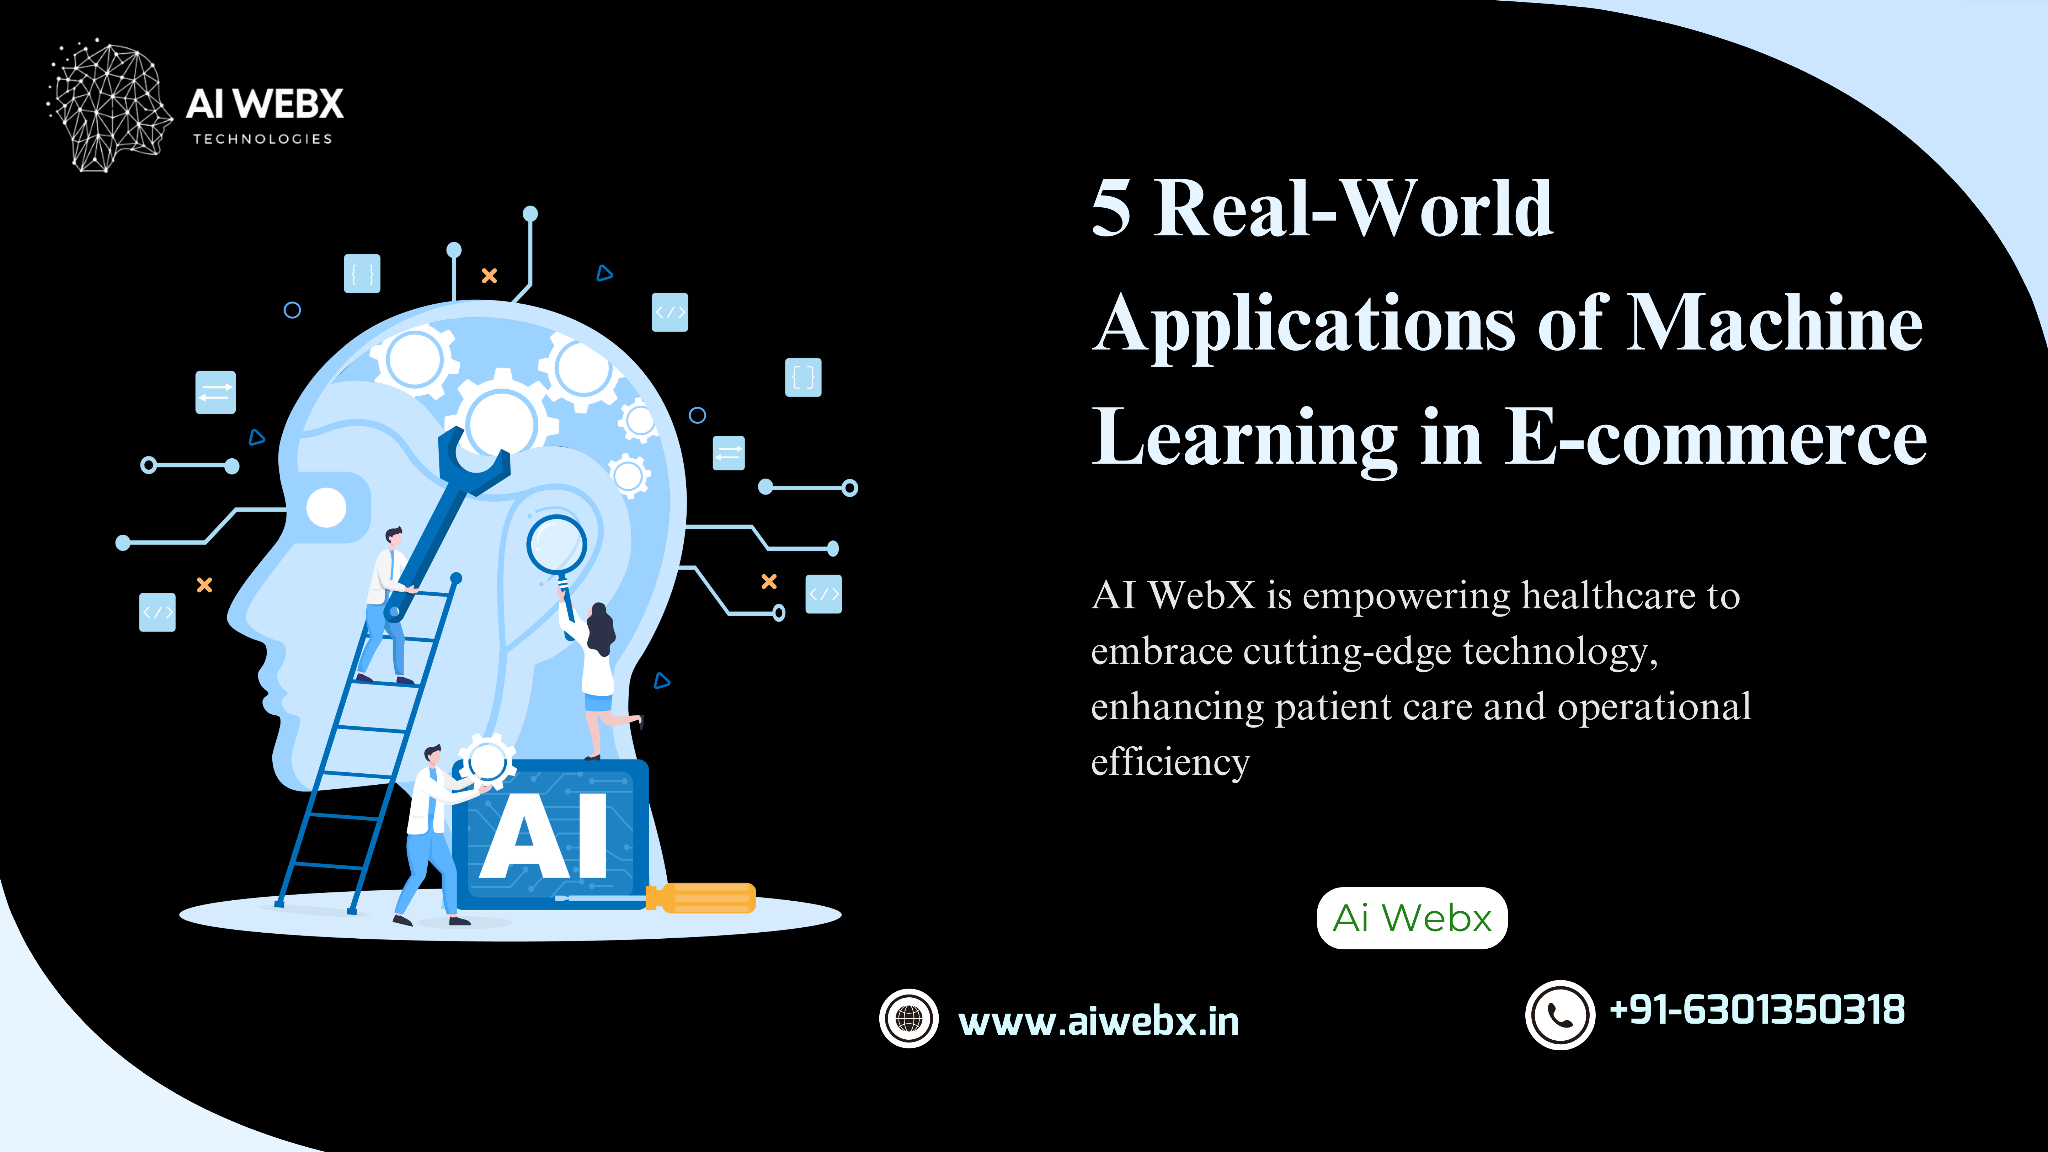 AI WEBX
TECHNOLOGIES
5 Real-World
Applications of Machine
Learning in E-commerce
AI WebX is empowering healthcare to
embrace cutting-edge technology,
enhancing patient care and operational
efficiency
{ }
</>
{ }
</>
</>
AI
Ai Webx
www.aiwebx.in
+91-6301350318